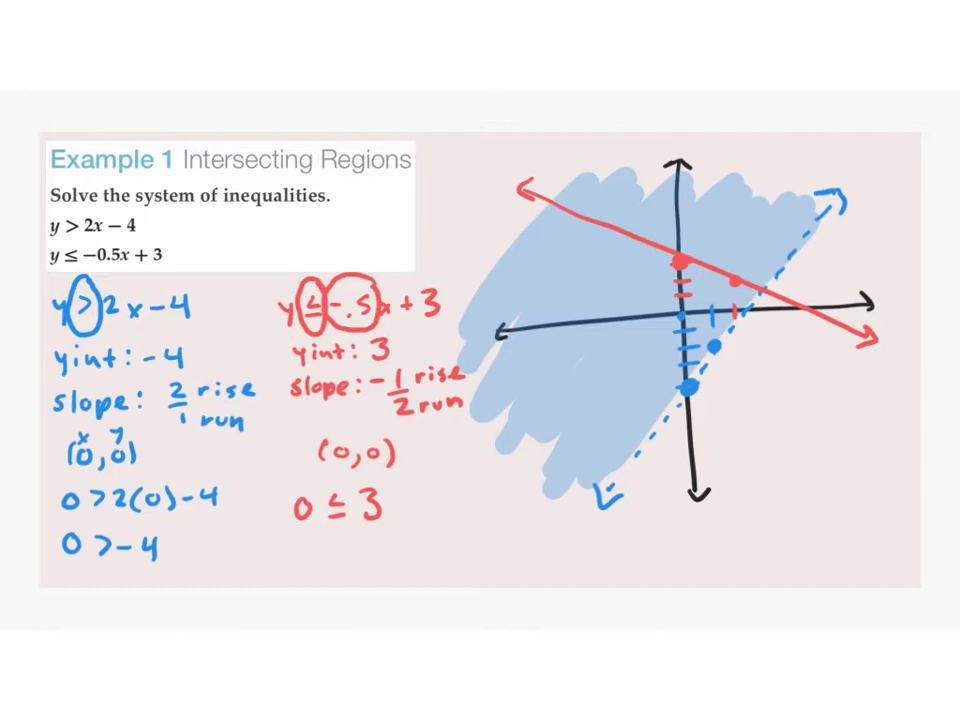 Example 1 Intersecting Regions
Solve the system of inequalities.
y > 2x − 4
y ≤ −0.5x + 3
y > 2x − 4
yint: −4
slope: 2/1 rise run
x y
(0,0)
0 > 2(0) − 4
0 > −4
y ≤ −.5x + 3
yint: 3
slope: −1/2 rise run
(0,0)
0 ≤ 3